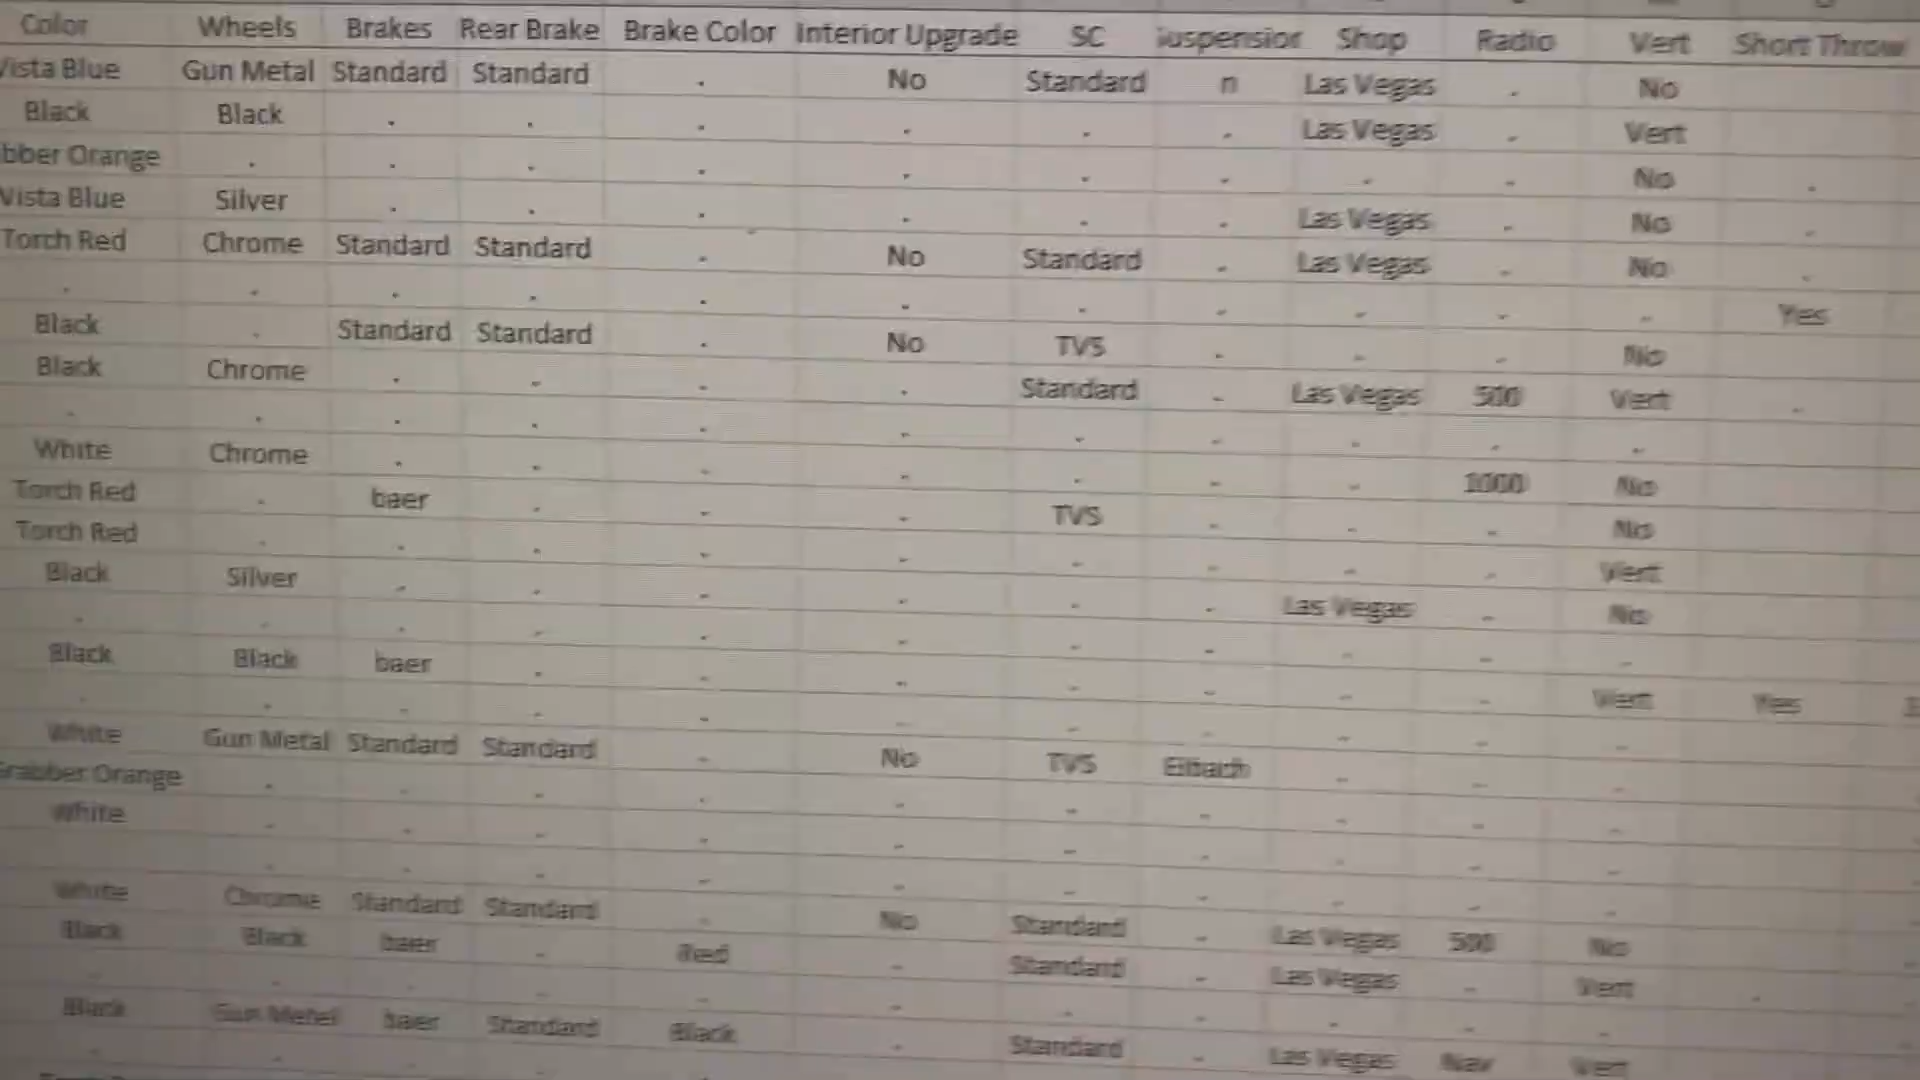 Color Wheels Brakes Rear Brake Brake Color Interior Upgrade SC uspension Shop Radio Vert Short Throw
Vista Blue Gun Metal Standard Standard . No Standard n Las Vegas . No
Black Black . . . . . . Las Vegas . Vert
bber Orange . . . . . . . . . No .
Vista Blue Silver . . . . . . Las Vegas . No .
Torch Red Chrome Standard Standard . No Standard . Las Vegas . No .
. . . . . . . . . . . Yes
Black . Standard Standard . No TVS . . . No
Black Chrome . . . . Standard . Las Vegas 500 Vert .
. . . . . . . . . . .
White Chrome . . . . . . . 1000 No
Torch Red . baer . . . TVS . . . No
Torch Red . . . . . . . . . Vert
Black Silver . . . . . . Las Vegas . No
. . . . . . . . . . .
Black Black baer . . . . . . . Vert Yes
. . . . . . . . . . .
White Gun Metal Standard Standard . No TVS Eibach . . .
Grabber Orange . . . . . . . . . .
White . . . . . . . . . .
. . . . . . . . . .
White Chrome Standard Standard . No Standard . Las Vegas 500 No
Black Black baer . Red . Standard . Las Vegas . Vert .
. . . . . . . . . . .
Black Gun Metal baer Standard Black . Standard . Las Vegas Nav Vert